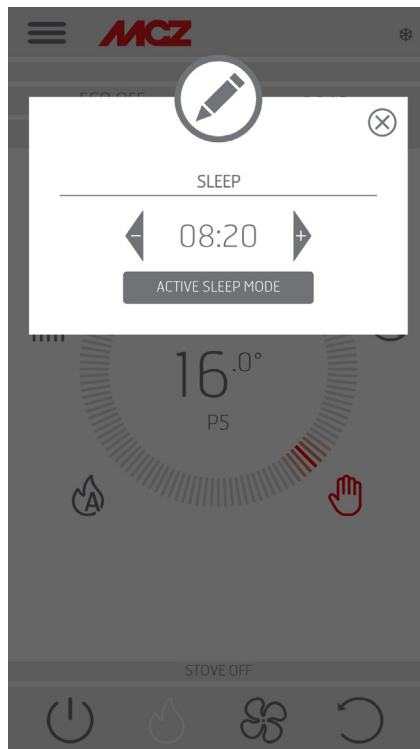 MCZ
SLEEP
- 08:20 +
ACTIVE SLEEP MODE
16.0°
P5
A
STOVE OFF